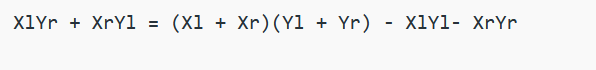 XlYr + XrYl = (Xl + Xr)(Yl + Yr) - XlYl- XrYr